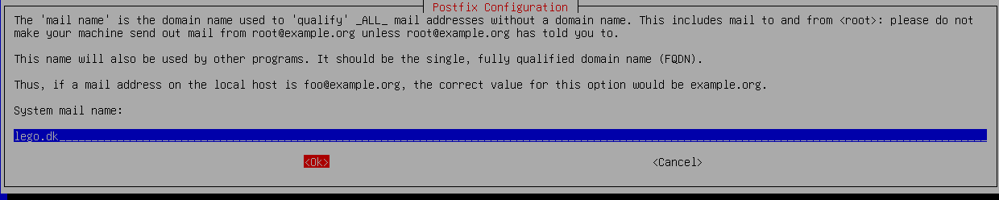 Postfix Configuration
The 'mail name' is the domain name used to 'qualify' _ALL_ mail addresses without a domain name. This includes mail to and from <root>: please do not
make your machine send out mail from root@example.org unless root@example.org has told you to.
This name will also be used by other programs. It should be the single, fully qualified domain name (FQDN).
Thus, if a mail address on the local host is foo@example.org, the correct value for this option would be example.org.
System mail name:
lego.dk
<Ok> <Cancel>